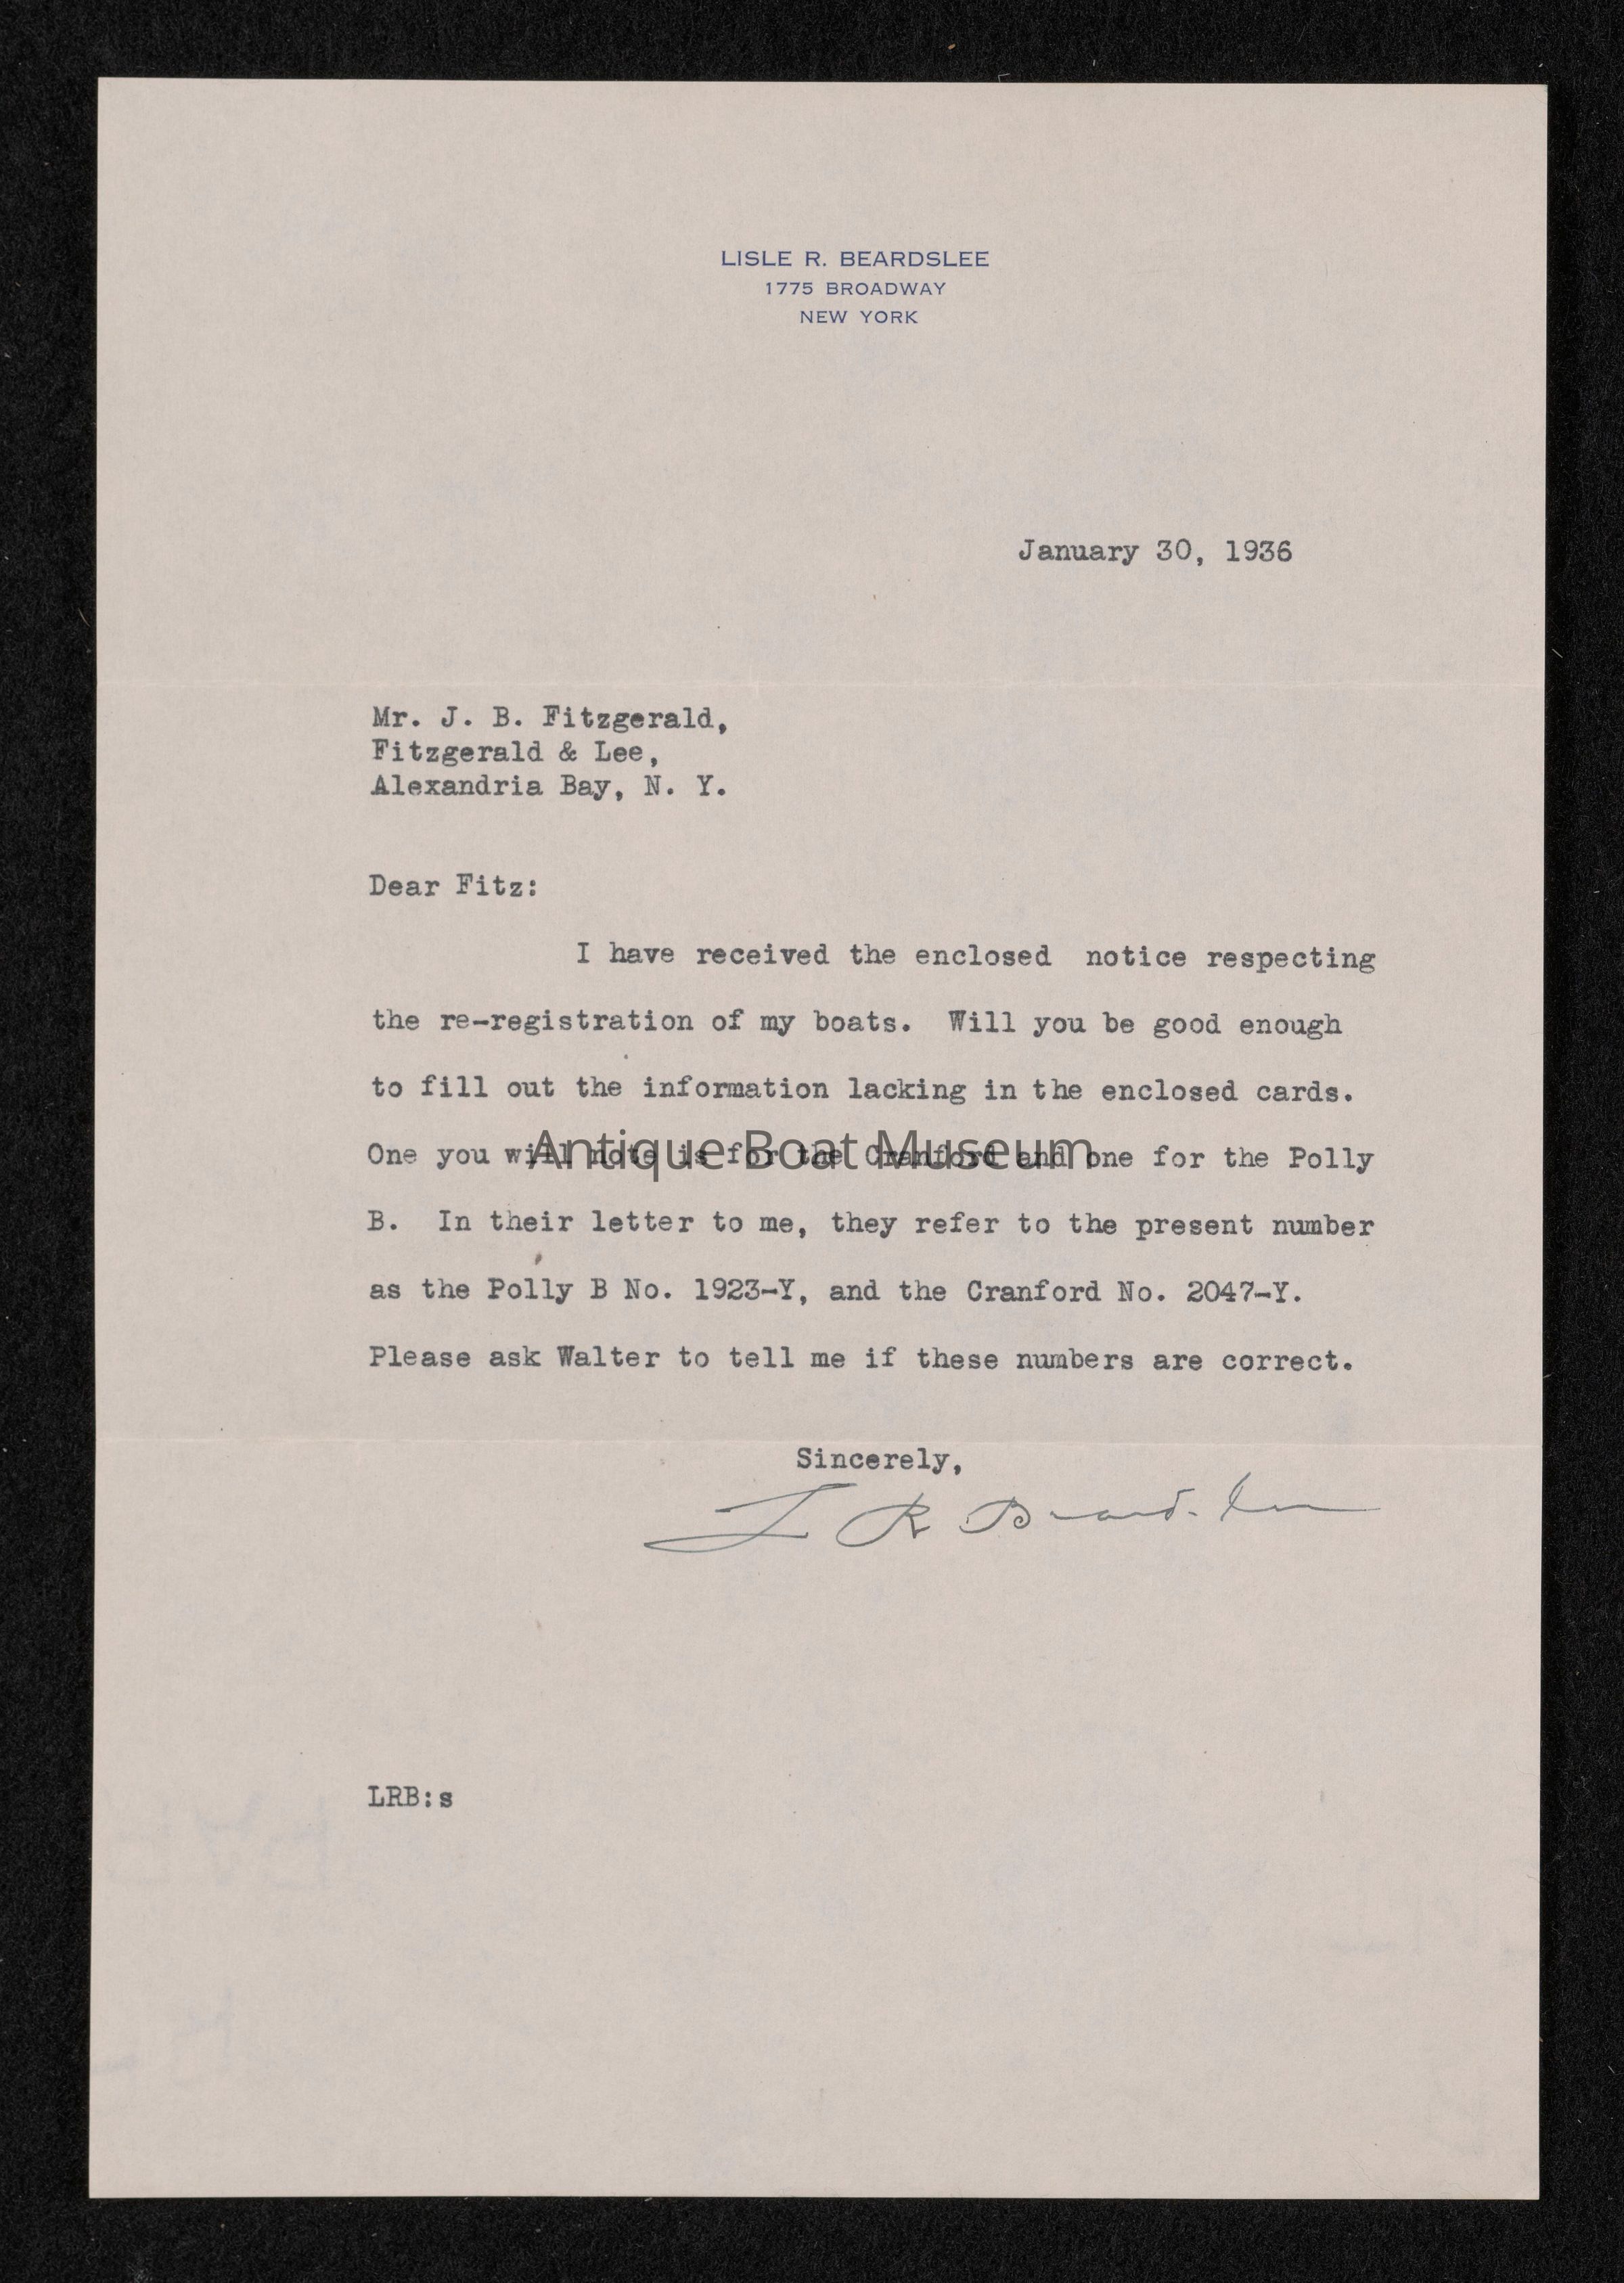 LISLE R. BEARDSLEE
1775 BROADWAY
NEW YORK
January 30, 1936
Mr. J. B. Fitzgerald,
Fitzgerald & Lee,
Alexandria Bay, N. Y.
Dear Fitz:
I have received the enclosed notice respecting
the re-registration of my boats. Will you be good enough
to fill out the information lacking in the enclosed cards.
One you will note is for the Cranford and one for the Polly
Antique Boat Museum
B. In their letter to me, they refer to the present number
as the Polly B No. 1923-Y, and the Cranford No. 2047-Y.
Please ask Walter to tell me if these numbers are correct.
Sincerely,
L R Beardslee
LRB:s